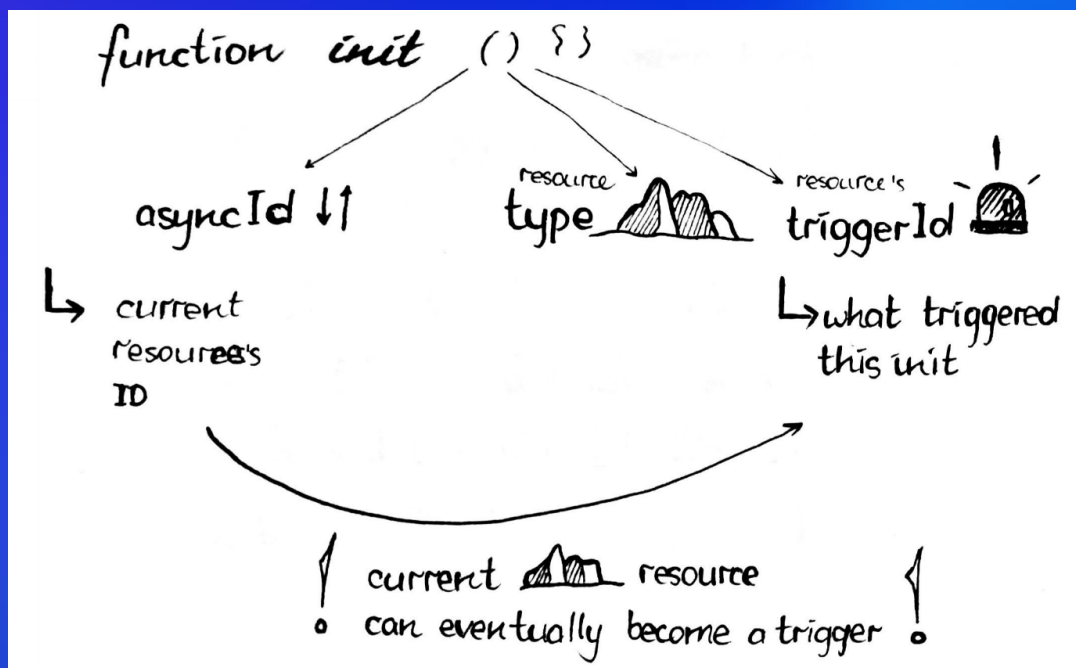 function init () {}
asyncId ↓↑
resource
type
resource's
triggerId
↳ current
resources's
ID
↳ what triggered
this init
current resource
can eventually become a trigger